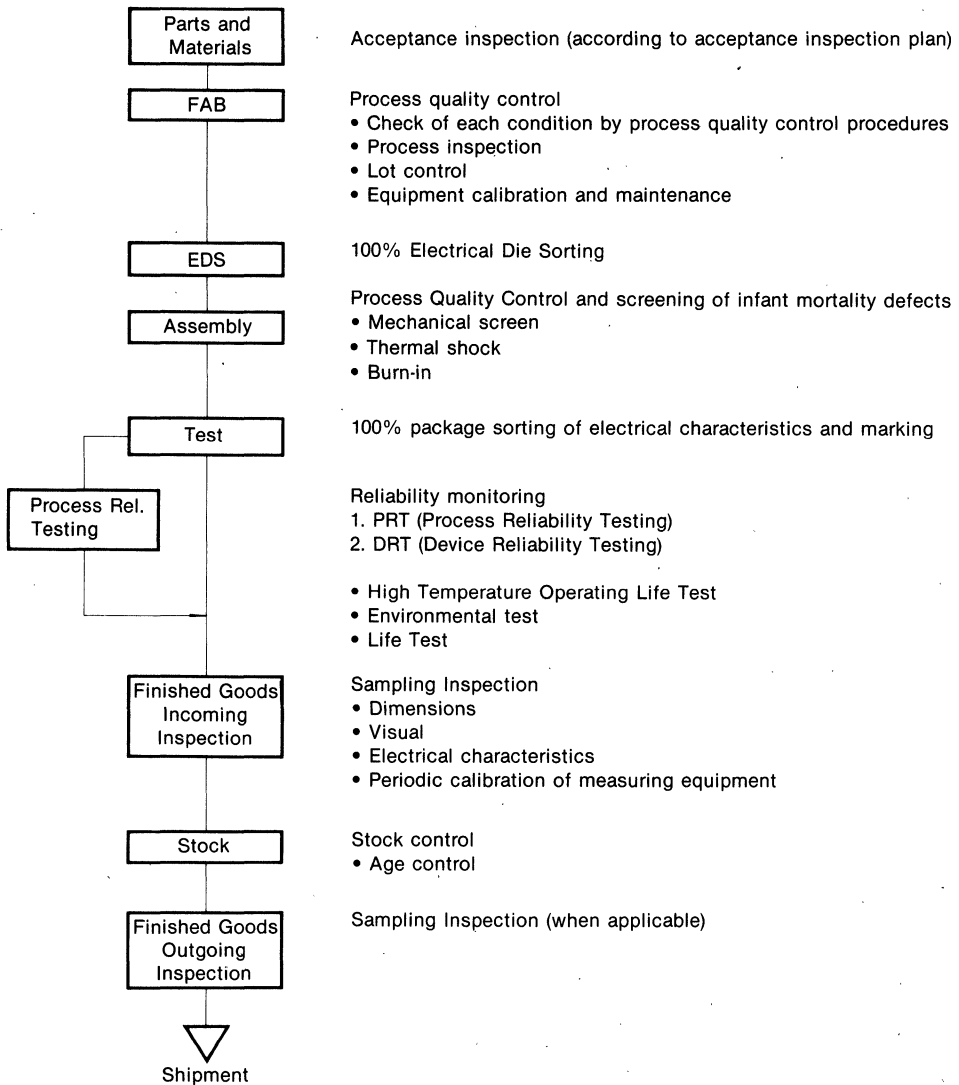 Parts and
Materials
Acceptance inspection (according to acceptance inspection plan)
FAB
Process quality control
• Check of each condition by process quality control procedures
• Process inspection
• Lot control
• Equipment calibration and maintenance
EDS
100% Electrical Die Sorting
Assembly
Process Quality Control and screening of infant mortality defects
• Mechanical screen
• Thermal shock
• Burn-in
Test
100% package sorting of electrical characteristics and marking
Process Rel.
Testing
Reliability monitoring
1. PRT (Process Reliability Testing)
2. DRT (Device Reliability Testing)
• High Temperature Operating Life Test
• Environmental test
• Life Test
Finished Goods
Incoming
Inspection
Sampling Inspection
• Dimensions
• Visual
• Electrical characteristics
• Periodic calibration of measuring equipment
Stock
Stock control
• Age control
Finished Goods
Outgoing
Inspection
Sampling Inspection (when applicable)
Shipment